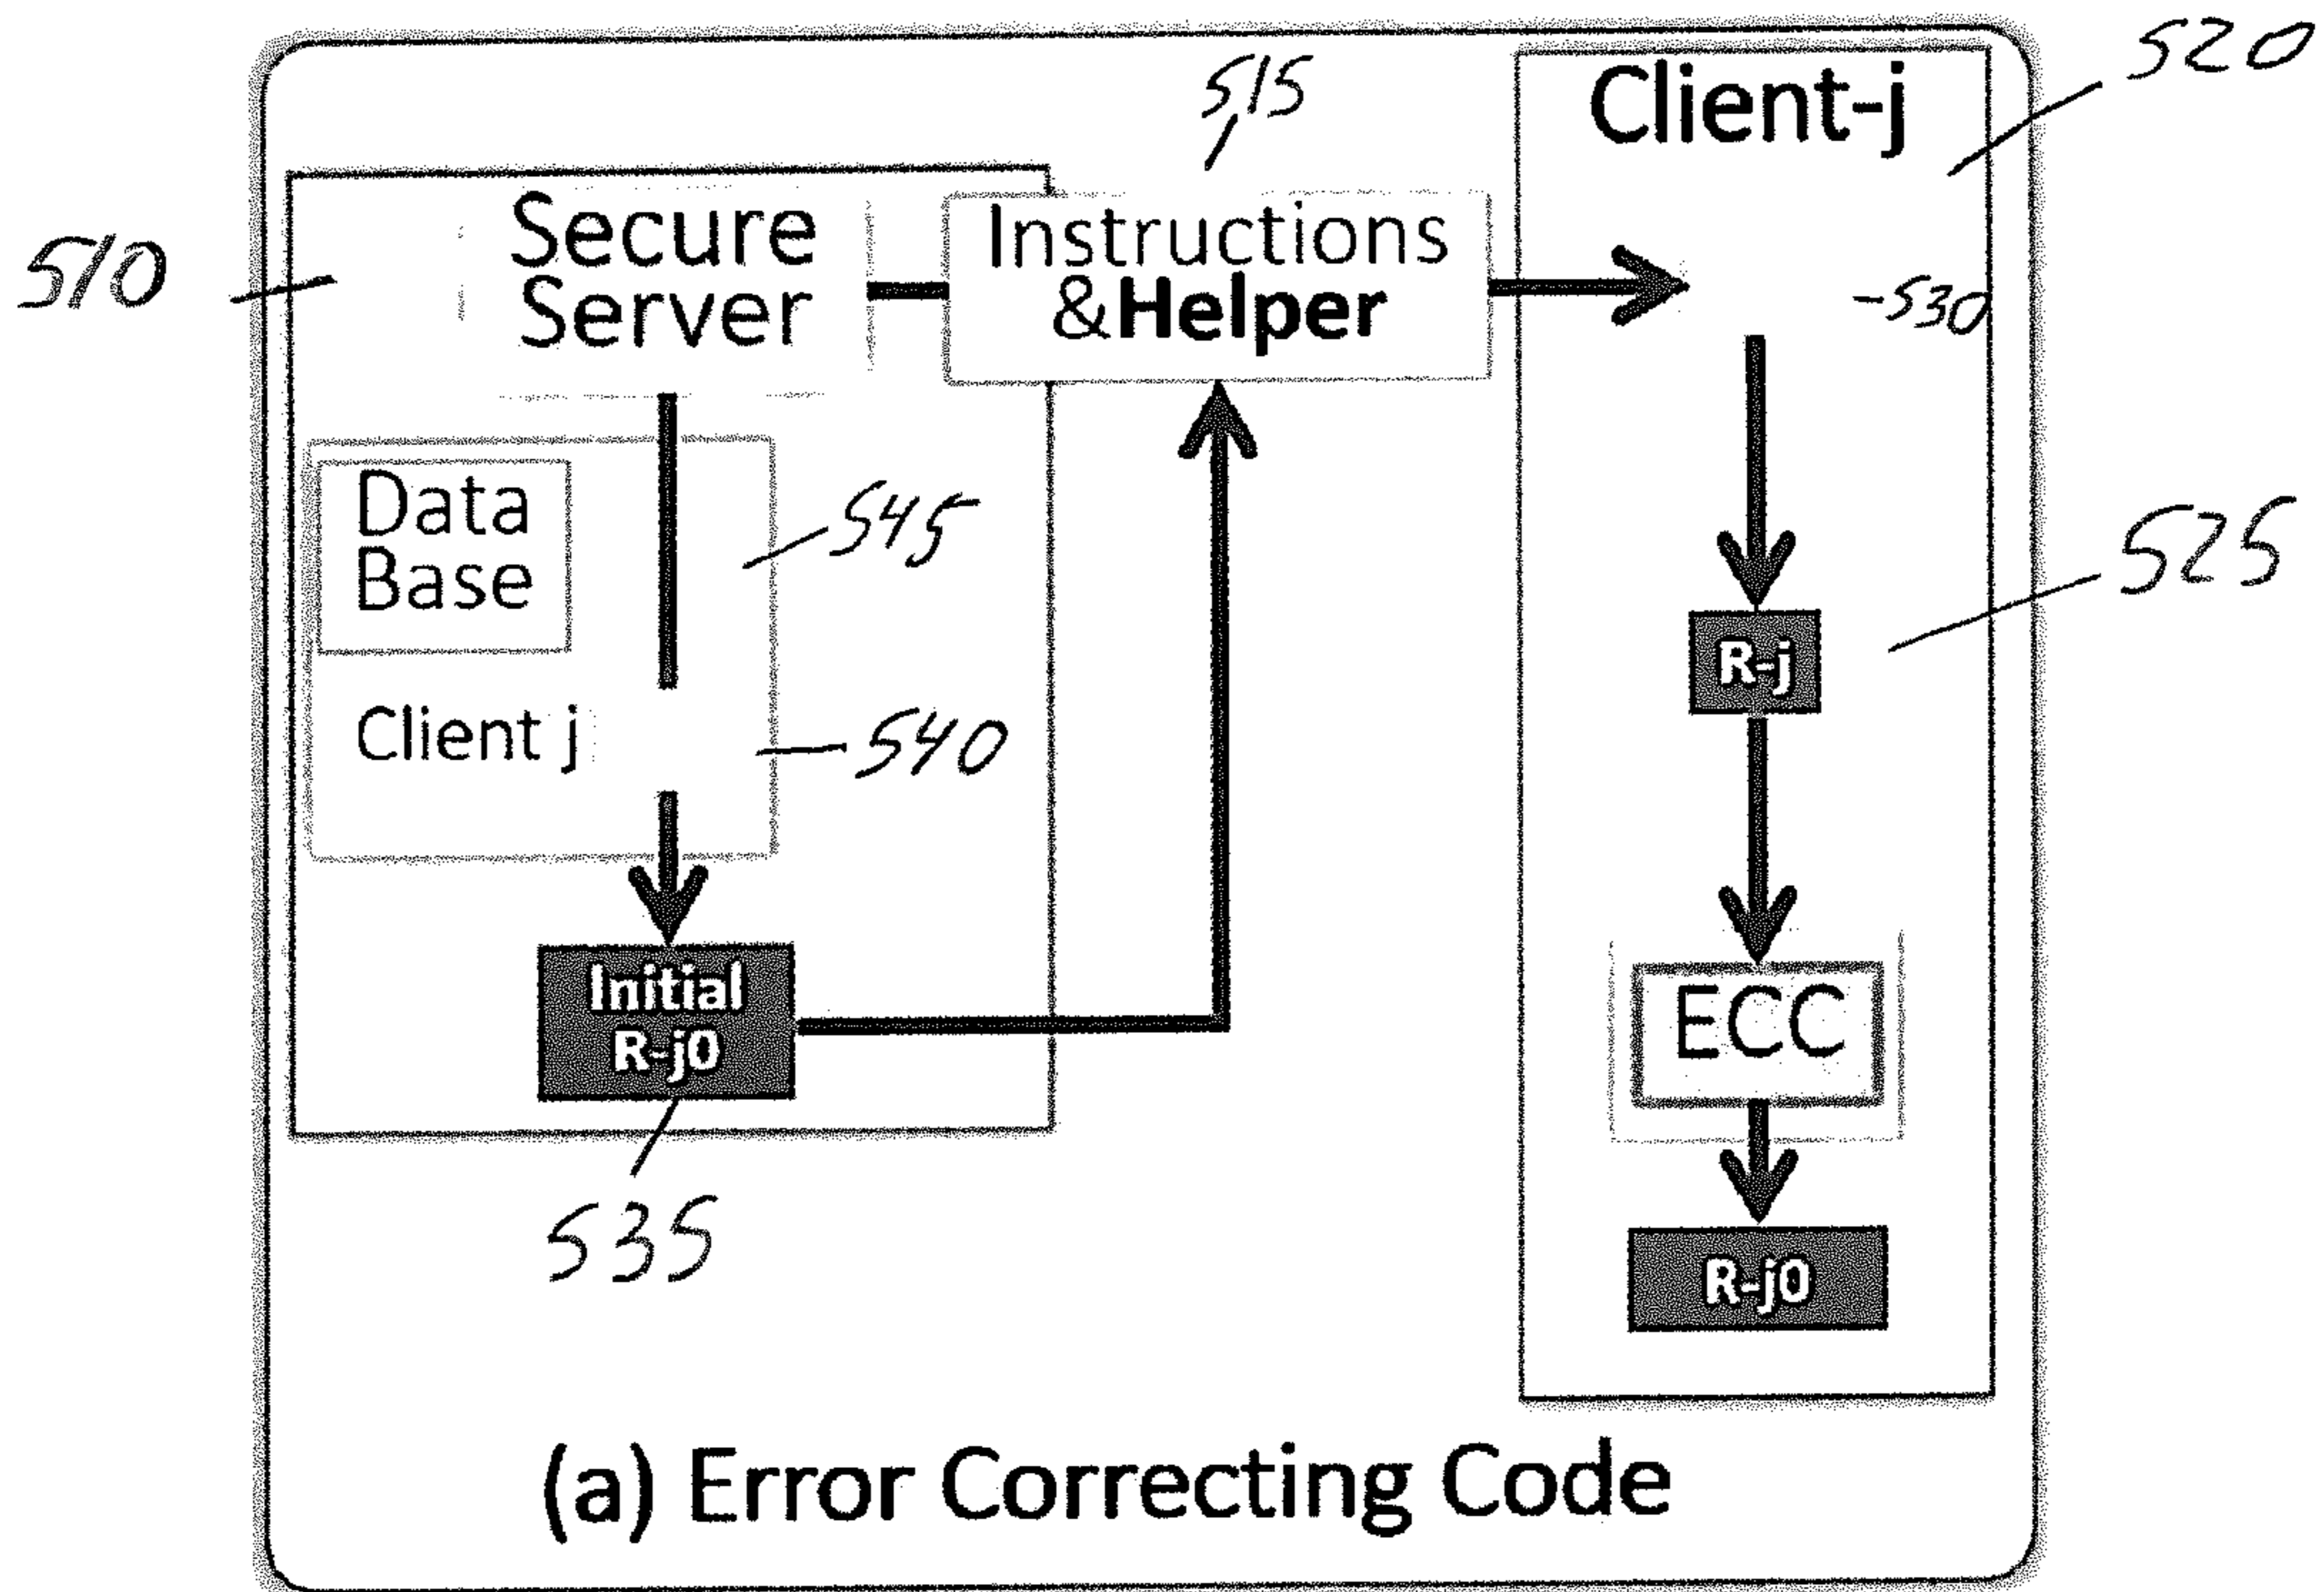 520
515
Client-j
510
Secure
Server
Instructions
&Helper
-530
Data
Base
545
525
Client j
540
R-j
Initial
R-j0
ECC
535
R-j0
(a) Error Correcting Code